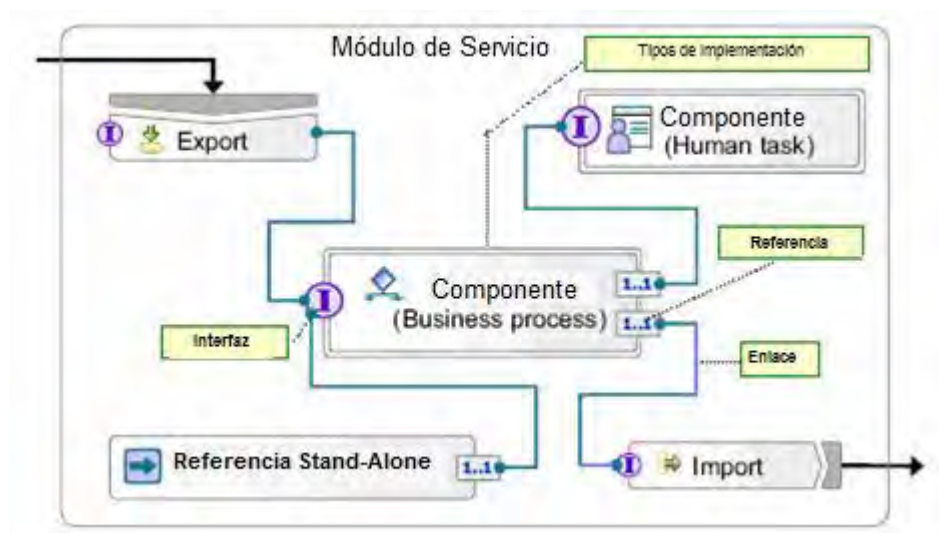 Módulo de Servicio
Tipos de Implementación
I
Export
I
Componente
(Human task)
Referencia
I
Componente
(Business process)
1..1
1..1
Interfaz
Enlace
Referencia Stand-Alone
1..1
I
Import